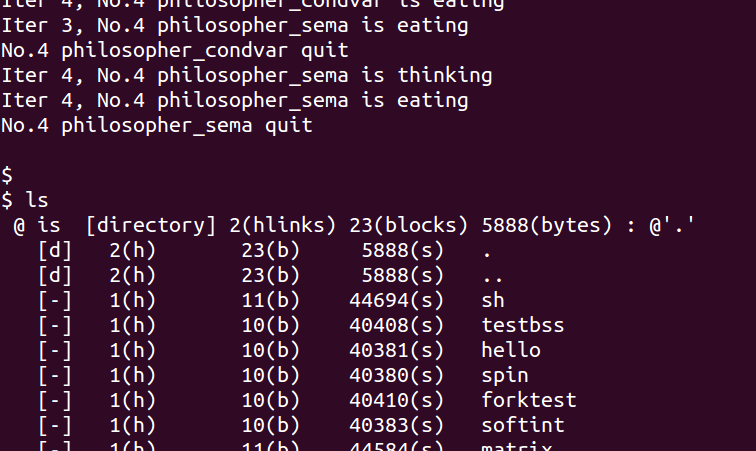 Iter 4, No.4 philosopher_condvar is eating
Iter 3, No.4 philosopher_sema is eating
No.4 philosopher_condvar quit
Iter 4, No.4 philosopher_sema is thinking
Iter 4, No.4 philosopher_sema is eating
No.4 philosopher_sema quit
$
$ ls
@ is [directory] 2(hlinks) 23(blocks) 5888(bytes) : @'.'
[d] 2(h) 23(b) 5888(s) .
[d] 2(h) 23(b) 5888(s) ..
[-] 1(h) 11(b) 44694(s) sh
[-] 1(h) 10(b) 40408(s) testbss
[-] 1(h) 10(b) 40381(s) hello
[-] 1(h) 10(b) 40380(s) spin
[-] 1(h) 10(b) 40410(s) forktest
[-] 1(h) 10(b) 40383(s) softint
[-] 1(h) 11(b) 44584(s) matrix